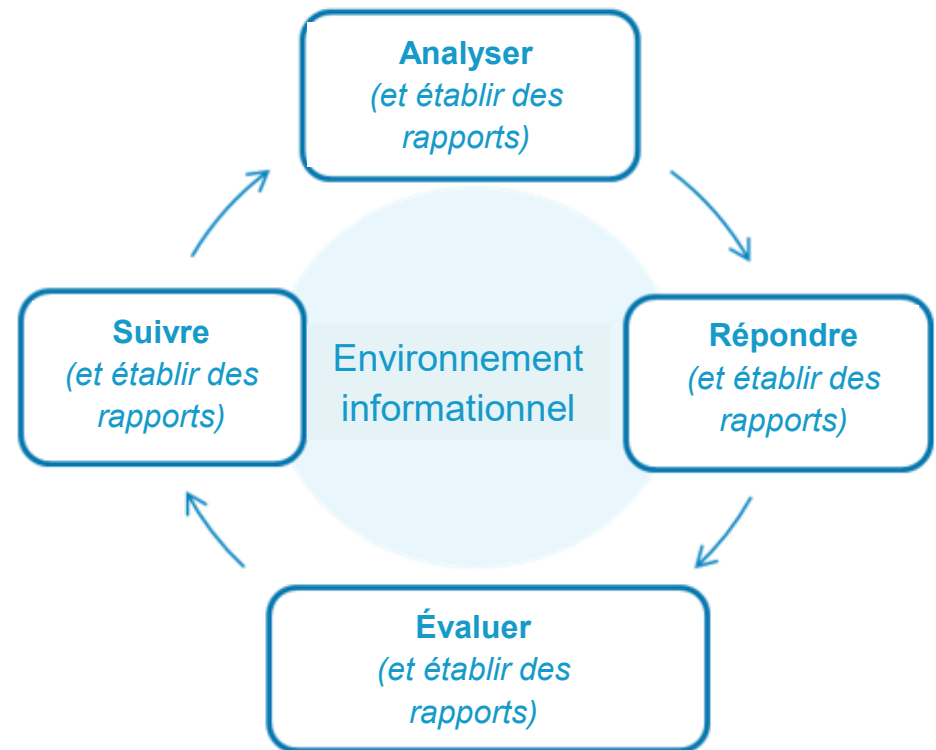 Analyser
(et établir des
rapports)
Suivre
(et établir des
rapports)
Environnement
informationnel
Répondre
(et établir des
rapports)
Évaluer
(et établir des
rapports)